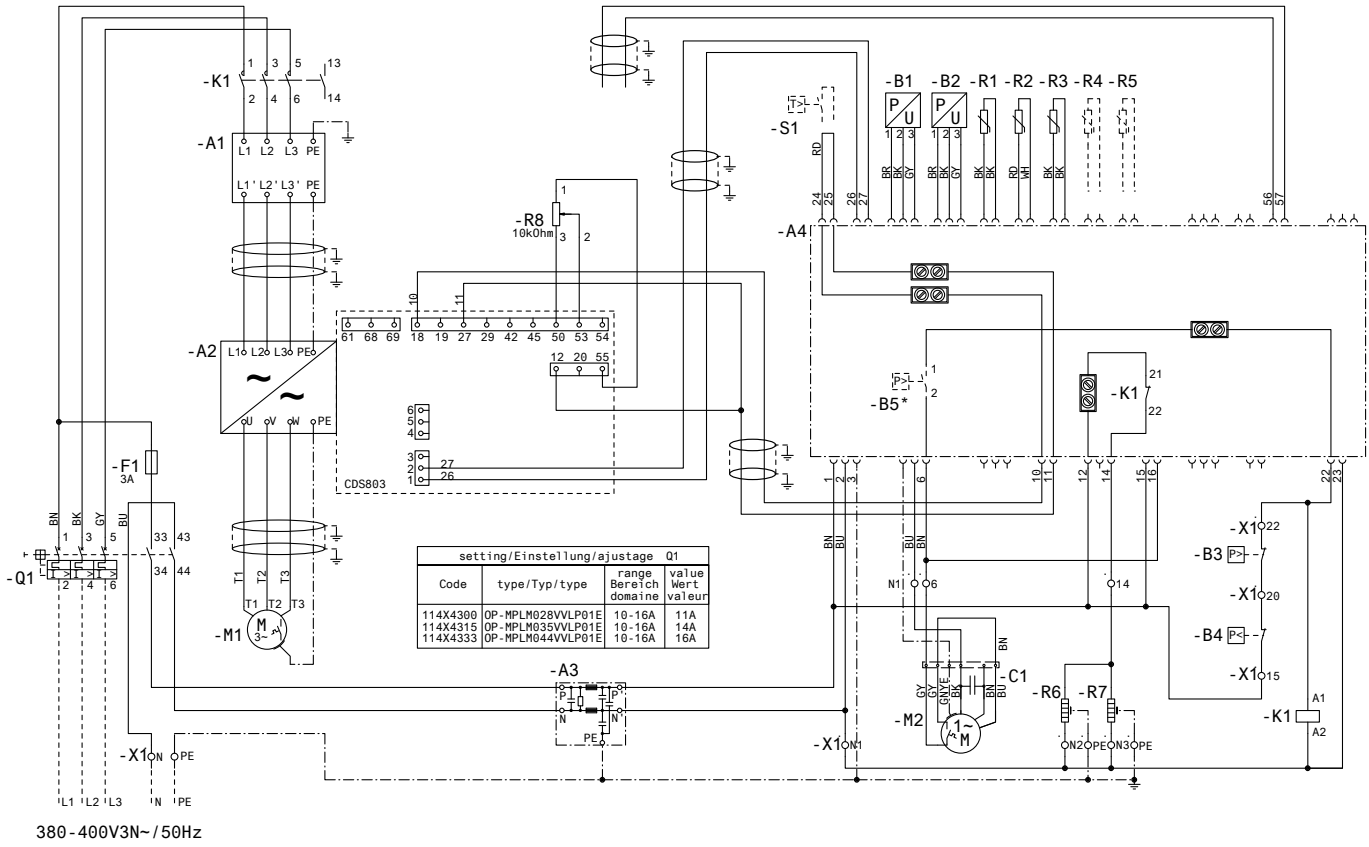 1 3 5 13
-K1
2 4 6 14
-A1
L1 L2 L3 PE
L1' L2' L3' PE
-R8
10kOhm
1
3 2
10 11
61 68 69 18 19 27 29 42 45 50 53 54
12 20 55
-A2
L1 L2 L3 PE
~
~
U V W PE
6
5
4
3
2 27
1 26
CDS803
-F1
3A
BN BK GY BU
1 3 5 33 43
-Q1
I> I> I>
2 4 6 34 44
T1 T2 T3
T1 T2 T3
-M1
M
3~
setting/Einstellung/ajustage Q1
Code type/Typ/type range Bereich domaine value Wert valeur
114X4300 OP-MPLM028VVLP01E 10-16A 11A
114X4315 OP-MPLM035VVLP01E 10-16A 14A
114X4333 OP-MPLM044VVLP01E 10-16A 16A
-A3
P P'
N N'
PE
-X1 N PE
L1 L2 L3 N PE
380-400V3N~/50Hz
T>
-S1
RD
-B1 -B2 -R1 -R2 -R3 -R4 -R5
P U P U
1 2 3 1 2 3
BR BK GY BR BK GY BK BK RD WH BK BK
24 25 26 27 56 57
-A4
P>
1
2
-B5*
21
-K1
22
1 2 3 6 10 11 12 14 15 16 22 23
BN BU BU BN
N1 6 14
BN
-C1
GY GY GNYE BK BN BU
-M2
1~
M
-X1 N1
-R6 -R7
N2 PE N3 PE
-X1 22
-B3 P>
-X1 20
-B4 P<
-X1 15
A1
-K1
A2